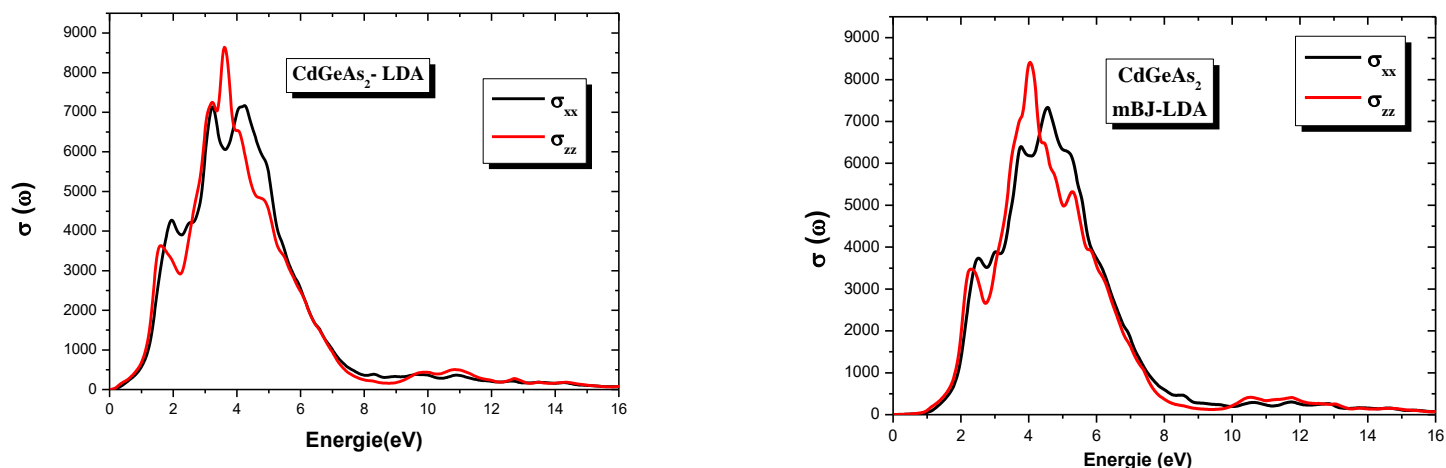 9000
8000
7000
6000
5000
4000
3000
2000
1000
0
σ (ω)
CdGeAs2- LDA
σxx
σzz
0 2 4 6 8 10 12 14 16
Energie(eV)
9000
8000
7000
6000
5000
4000
3000
2000
1000
0
σ (ω)
CdGeAs2
mBJ-LDA
σxx
σzz
0 2 4 6 8 10 12 14 16
Energie (eV)